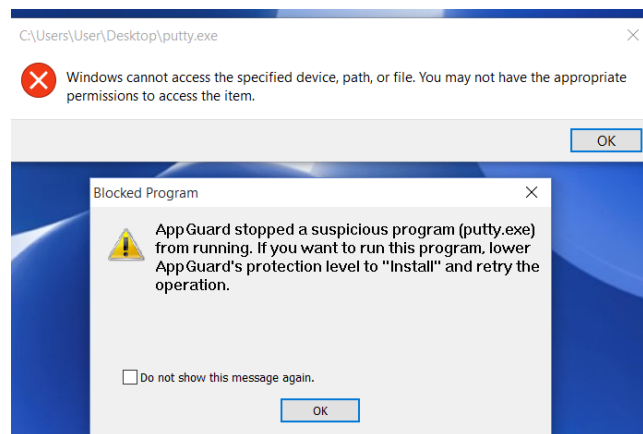 C:\Users\User\Desktop\putty.exe
Windows cannot access the specified device, path, or file. You may not have the appropriate
permissions to access the item.
OK
Blocked Program
AppGuard stopped a suspicious program (putty.exe)
from running. If you want to run this program, lower
AppGuard's protection level to "Install" and retry the
operation.
Do not show this message again.
OK